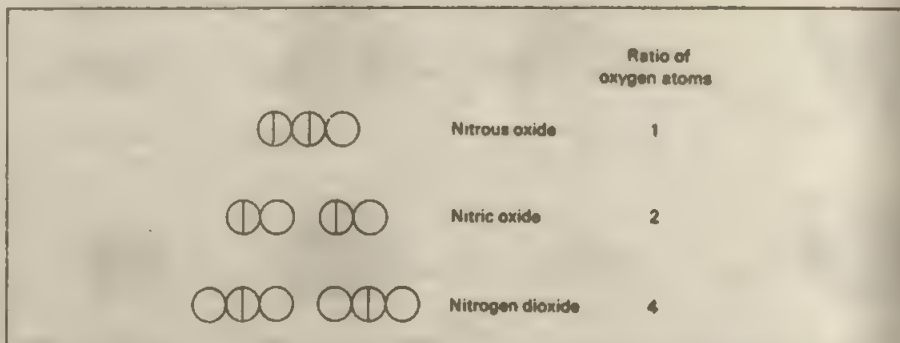 Ratio of
oxygen atoms
Nitrous oxide 1
Nitric oxide 2
Nitrogen dioxide 4